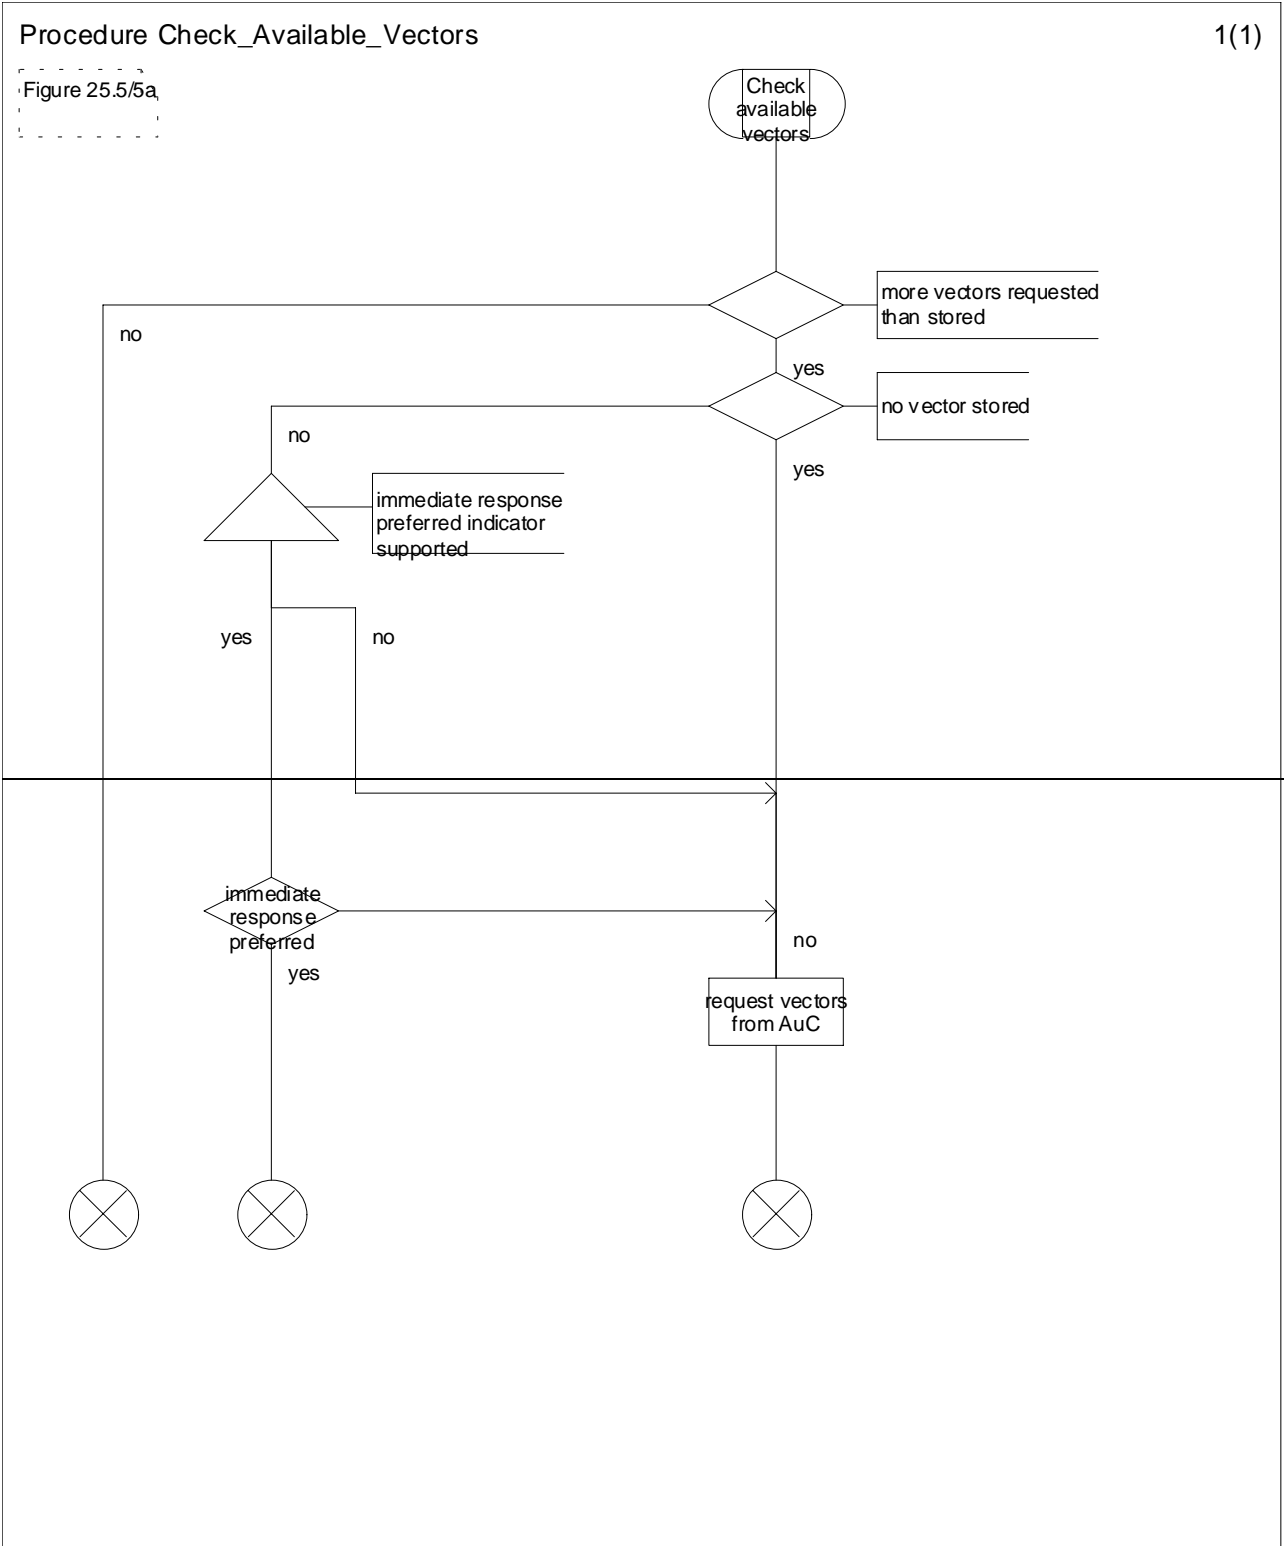 Procedure Check_Available_Vectors
1(1)
Figure 25.5/5a
Check
available
vectors
more vectors requested
than stored
no
yes
no vector stored
no
yes
immediate response
preferred indicator
supported
yes
no
immediate
response
preferred
no
yes
request vectors
from AuC